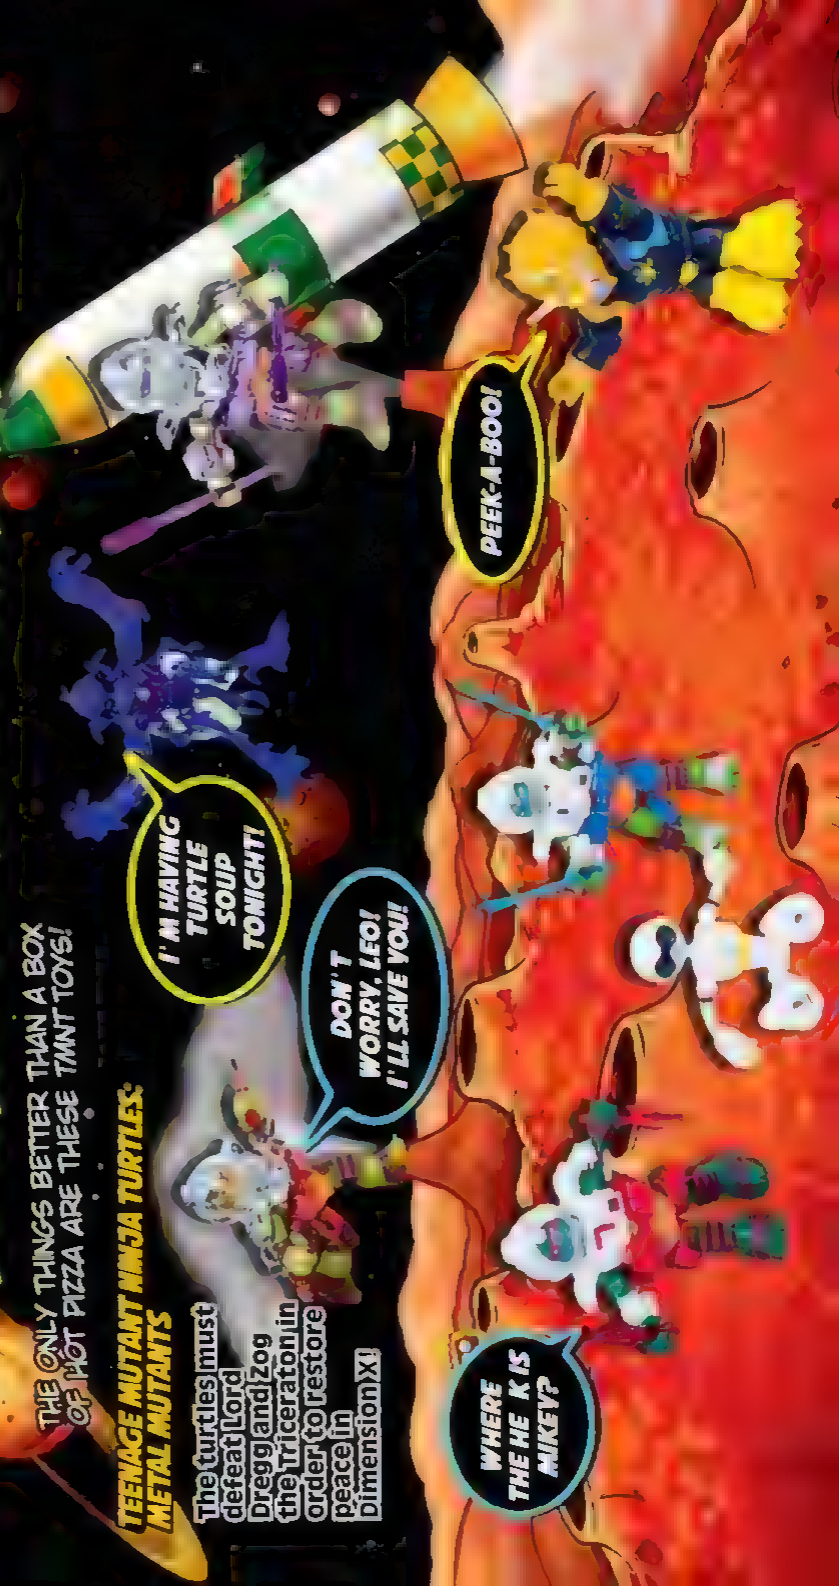 THE ONLY THINGS BETTER THAN A BOX
OF HOT PIZZA ARE THESE TMNT TOYS!
TEENAGE MUTANT NINJA TURTLES:
METAL MUTANTS
The turtles must
defeat Lord
Dregg and Zog
the Triceraton in
order to restore
peace in
Dimension X!
I'M HAVING
TURTLE
SOUP
TONIGHT!
DON'T
WORRY, LEO!
I'LL SAVE YOU!
PEEK-A-BOO!
WHERE
THE HE K IS
MIKEY?